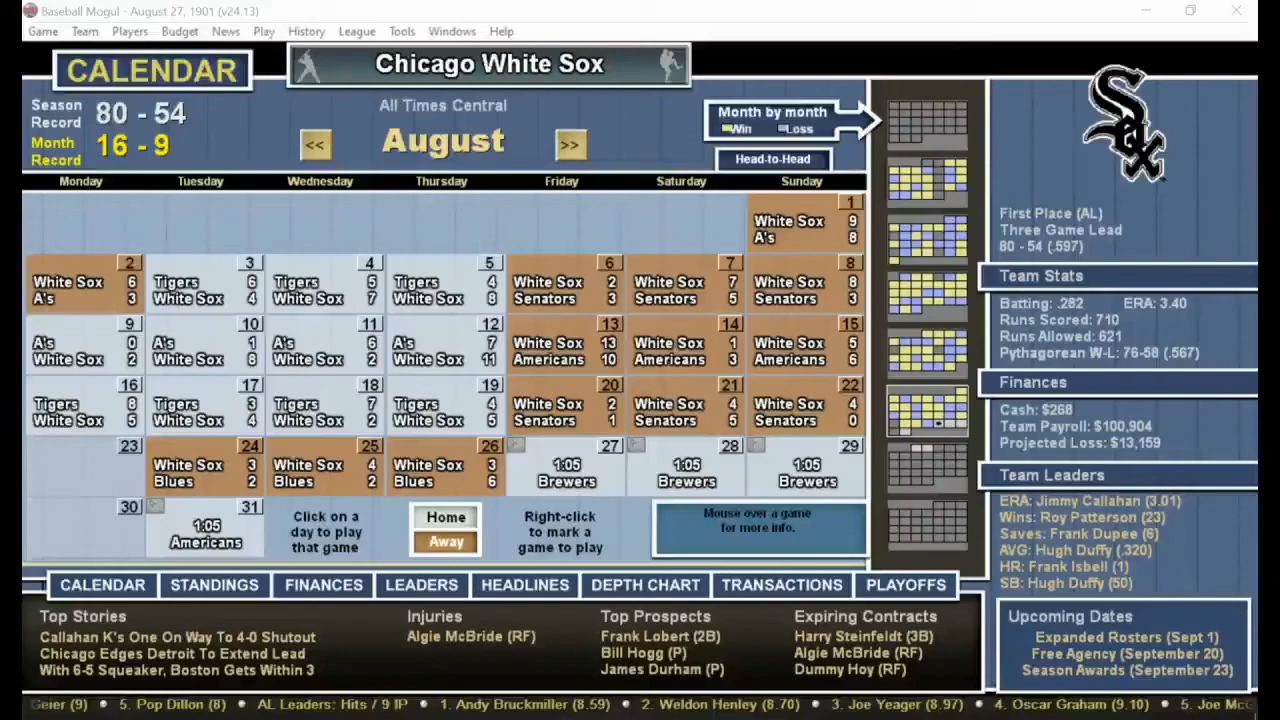 Baseball Mogul - August 27, 1901 (v24.13)
Game Team Players Budget News Play History League Tools Windows Help
CALENDAR
Chicago White Sox
Season Record 80 - 54
Month Record 16 - 9
All Times Central
<< August >>
Month by month
Win Loss
Head-to-Head
Monday Tuesday Wednesday Thursday Friday Saturday Sunday
1
White Sox 9
A's 8
2 3 4 5 6 7 8
White Sox 6 Tigers 6 Tigers 5 Tigers 4 White Sox 2 White Sox 7 White Sox 8
A's 3 White Sox 4 White Sox 7 White Sox 8 Senators 3 Senators 5 Senators 3
9 10 11 12 13 14 15
A's 0 A's 1 A's 6 A's 7 White Sox 13 White Sox 1 White Sox 5
White Sox 2 White Sox 8 White Sox 2 White Sox 11 Americans 10 Americans 3 Americans 6
16 17 18 19 20 21 22
Tigers 8 Tigers 3 Tigers 7 Tigers 4 White Sox 2 White Sox 4 White Sox 4
White Sox 5 White Sox 4 White Sox 2 White Sox 5 Senators 1 Senators 5 Senators 0
23 24 25 26 27 28 29
White Sox 3 White Sox 4 White Sox 3 1:05 1:05 1:05
Blues 2 Blues 2 Blues 6 Brewers Brewers Brewers
30 31
1:05
Americans
Click on a
day to play
that game
Home
Away
Right-click
to mark a
game to play
Mouse over a game
for more info.
Sox
First Place (AL)
Three Game Lead
80 - 54 (.597)
Team Stats
Batting: .282 ERA: 3.40
Runs Scored: 710
Runs Allowed: 621
Pythagorean W-L: 76-58 (.567)
Finances
Cash: $268
Team Payroll: $100,904
Projected Loss: $13,159
Team Leaders
ERA: Jimmy Callahan (3.01)
Wins: Roy Patterson (23)
Saves: Frank Dupee (6)
AVG: Hugh Duffy (.320)
HR: Frank Isbell (1)
SB: Hugh Duffy (50)
CALENDAR STANDINGS FINANCES LEADERS HEADLINES DEPTH CHART TRANSACTIONS PLAYOFFS
Top Stories
Callahan K's One On Way To 4-0 Shutout
Chicago Edges Detroit To Extend Lead
With 6-5 Squeaker, Boston Gets Within 3
Injuries
Algie McBride (RF)
Top Prospects
Frank Lobert (2B)
Bill Hogg (P)
James Durham (P)
Expiring Contracts
Harry Steinfeldt (3B)
Algie McBride (RF)
Dummy Hoy (RF)
Upcoming Dates
Expanded Rosters (Sept 1)
Free Agency (September 20)
Season Awards (September 23)
Geier (9) • 5. Pop Dillon (8) • AL Leaders: Hits / 9 IP • 1. Andy Bruckmiller (8.59) • 2. Weldon Henley (8.70) • 3. Joe Yeager (8.97) • 4. Oscar Graham (9.10) • 5. Joe